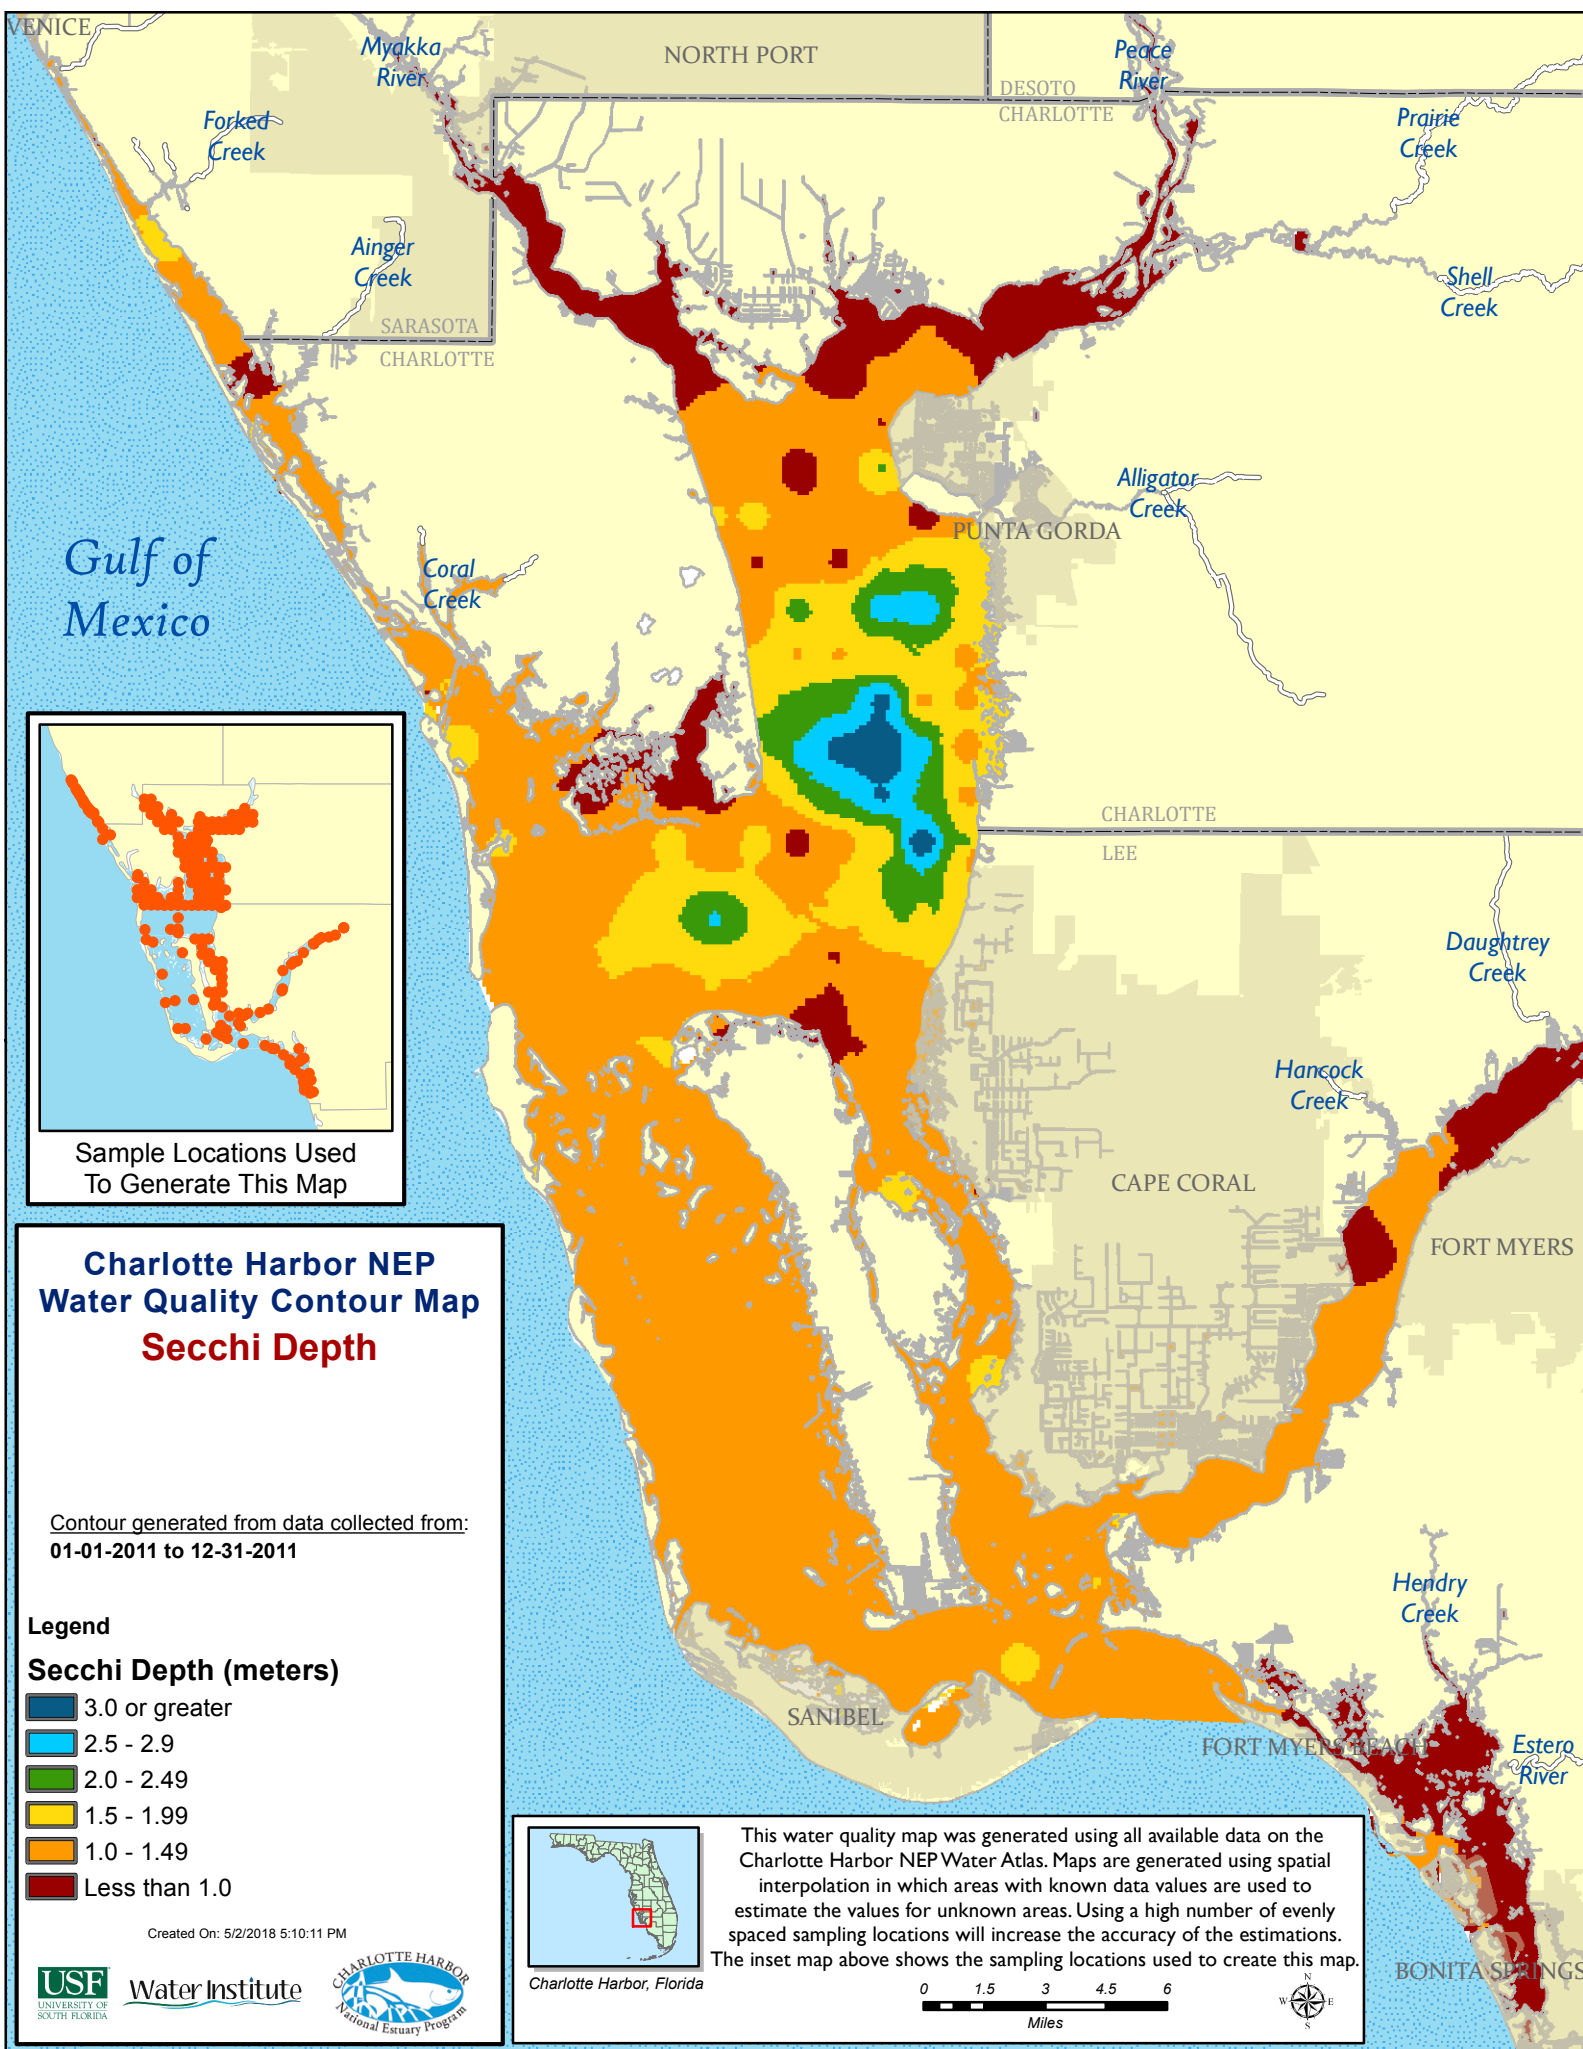 VENICE
Myakka
River
NORTH PORT
Peace
River
DESOTO
CHARLOTTE
Forked
Creek
Prairie
Creek
Ainger
Creek
Shell
Creek
SARASOTA
CHARLOTTE
Alligator
Creek
PUNTA GORDA
Gulf of
Mexico
Coral
Creek
CHARLOTTE
LEE
Daughtrey
Creek
Hancock
Creek
CAPE CORAL
FORT MYERS
Sample Locations Used
To Generate This Map
Charlotte Harbor NEP
Water Quality Contour Map
Secchi Depth
Contour generated from data collected from:
01-01-2011 to 12-31-2011
Legend
Secchi Depth (meters)
3.0 or greater
2.5 - 2.9
2.0 - 2.49
1.5 - 1.99
1.0 - 1.49
Less than 1.0
Created On: 5/2/2018 5:10:11 PM
USF
UNIVERSITY OF
SOUTH FLORIDA
Water Institute
CHARLOTTE HARBOR
National Estuary Program
Hendry
Creek
SANIBEL
FORT MYERS BEACH
Estero
River
BONITA SPRINGS
Charlotte Harbor, Florida
This water quality map was generated using all available data on the
Charlotte Harbor NEP Water Atlas. Maps are generated using spatial
interpolation in which areas with known data values are used to
estimate the values for unknown areas. Using a high number of evenly
spaced sampling locations will increase the accuracy of the estimations.
The inset map above shows the sampling locations used to create this map.
0 1.5 3 4.5 6
Miles
N
W E
S